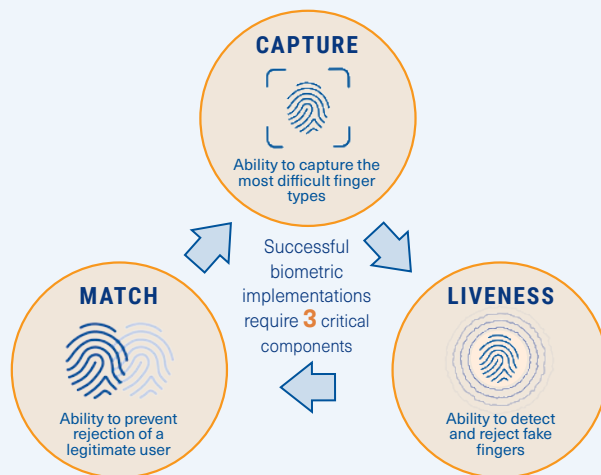 CAPTURE
Ability to capture the
most difficult finger
types
Successful
biometric
implementations
require 3 critical
components
MATCH
Ability to prevent
rejection of a
legitimate user
LIVENESS
Ability to detect
and reject fake
fingers